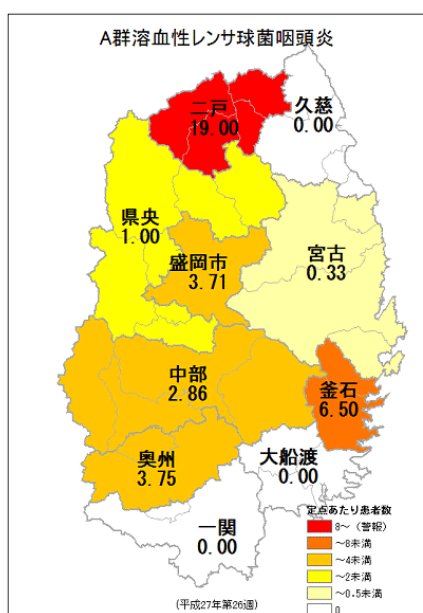 A群溶血性レンサ球菌咽頭炎
二戸
19.00
久慈
0.00
県央
1.00
盛岡市
3.71
宮古
0.33
中部
2.86
釜石
6.50
奥州
3.75
大船渡
0.00
一関
0.00
定点あたり患者数
8～（警報）
～8未満
～4未満
～2未満
～0.5未満
0
(平成27年第26週)